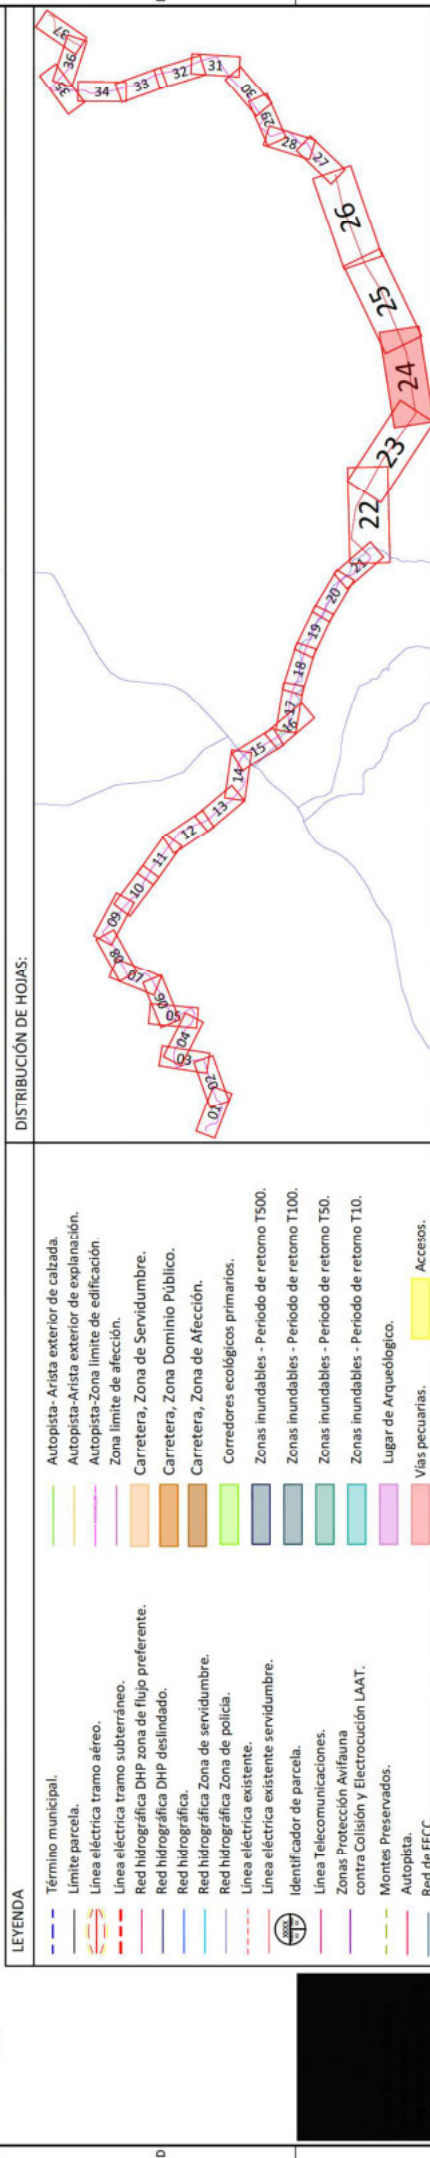 LEYENDA
Término municipal.
Límite parcela.
Línea eléctrica tramo aéreo.
Línea eléctrica tramo subterráneo.
Red hidrográfica DHP zona de flujo preferente.
Red hidrográfica DHP deslindado.
Red hidrográfica.
Red hidrográfica Zona de servidumbre.
Red hidrográfica Zona de policia.
Línea eléctrica existente.
Línea eléctrica existente servidumbre.
XXXX
Identificador de parcela.
Línea Telecomunicaciones.
Zonas Protección Avifauna
contra Colisión y Electrocución LAAT.
Montes Preservados.
Autopista.
Red de FFCC
Autopista- Arista exterior de calzada.
Autopista-Arista exterior de explanación.
Autopista-Zona limite de edificación
Zona limite de afección.
Carretera, Zona de Servidumbre.
Carretera, Zona Dominio Público.
Carretera, Zona de Afección.
Corredores ecológicos primarios.
Zonas inundables - Periodo de retorno T500.
Zonas inundables - Periodo de retorno T100.
Zonas inundables - Periodo de retorno T50.
Zonas inundables - Periodo de retorno T10.
Lugar de Arqueólogico.
Vías pecuarias.
Accesos.
DISTRIBUCIÓN DE HOJAS:
01
02
03
04
05
06
07
08
09
10
11
12
13
14
15
16
17
18
19
20
21
22
23
24
25
26
27
28
29
30
31
32
33
34
35
36
37
D